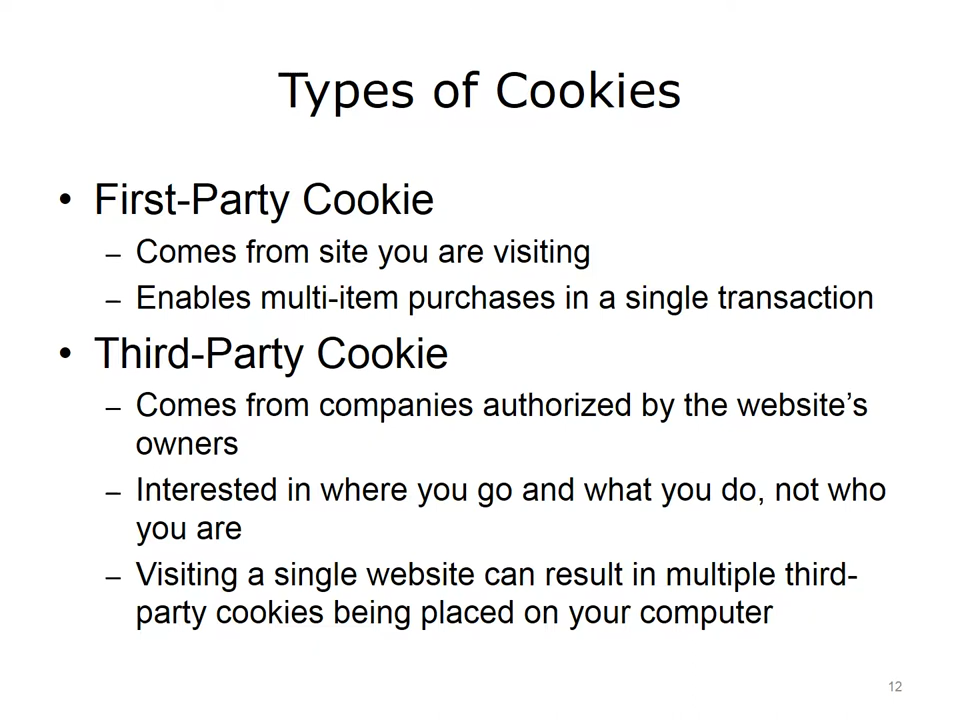 Types of Cookies
• First-Party Cookie
– Comes from site you are visiting
– Enables multi-item purchases in a single transaction
• Third-Party Cookie
– Comes from companies authorized by the website’s
owners
– Interested in where you go and what you do, not who
you are
– Visiting a single website can result in multiple third-
party cookies being placed on your computer
12